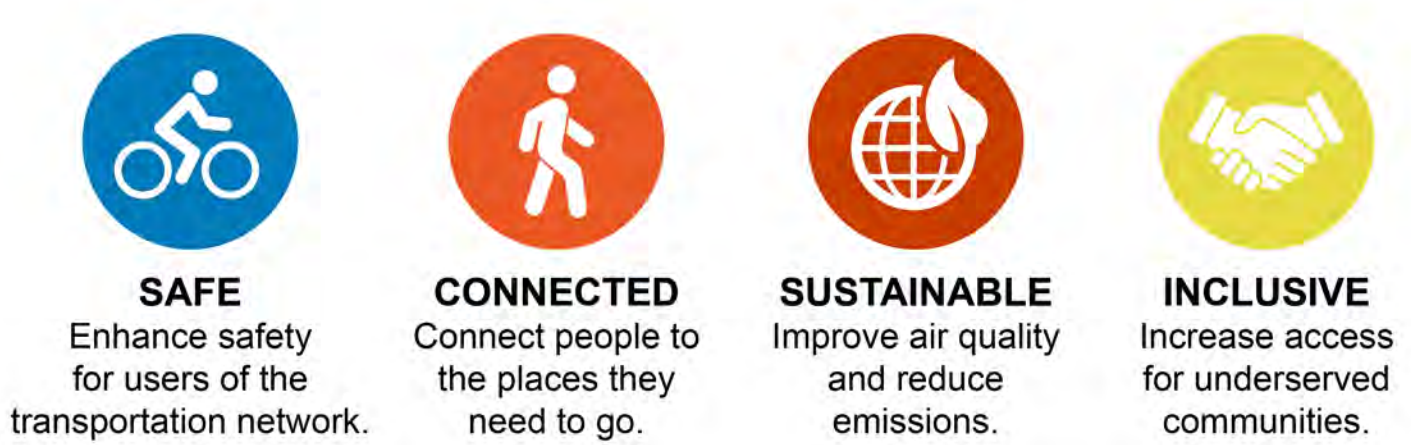 SAFE
Enhance safety
for users of the
transportation network.
CONNECTED
Connect people to
the places they
need to go.
SUSTAINABLE
Improve air quality
and reduce
emissions.
INCLUSIVE
Increase access
for underserved
communities.